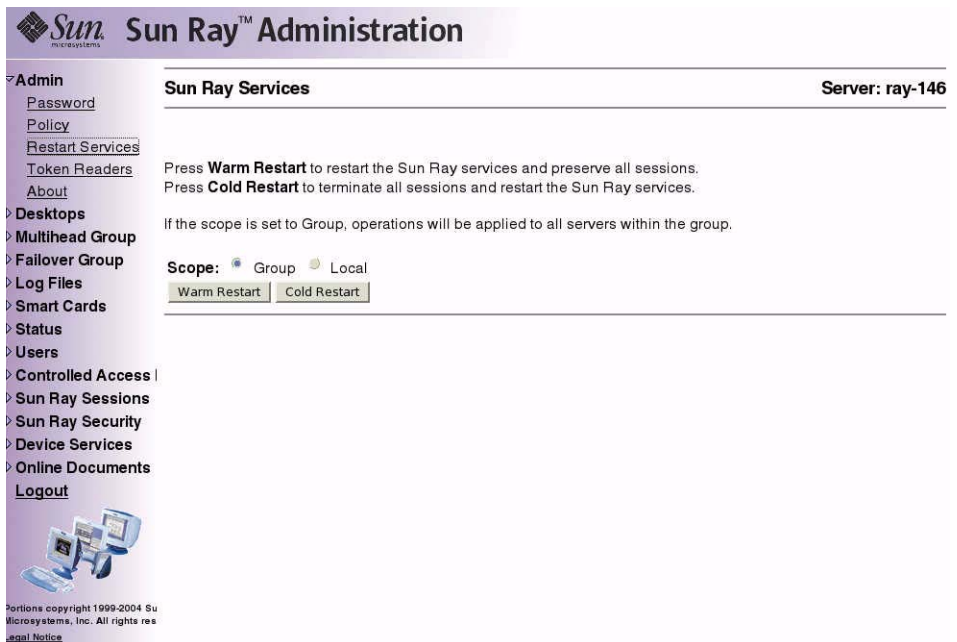 Sun microsystems
Sun Ray™ Administration
Admin
Password
Policy
Restart Services
Token Readers
About
Desktops
Multihead Group
Failover Group
Log Files
Smart Cards
Status
Users
Controlled Access
Sun Ray Sessions
Sun Ray Security
Device Services
Online Documents
Logout
Portions copyright 1999-2004 Su
Microsystems, Inc. All rights res
Legal Notice
Sun Ray Services
Server: ray-146
Press Warm Restart to restart the Sun Ray services and preserve all sessions.
Press Cold Restart to terminate all sessions and restart the Sun Ray services.
If the scope is set to Group, operations will be applied to all servers within the group.
Scope: Group Local
Warm Restart Cold Restart